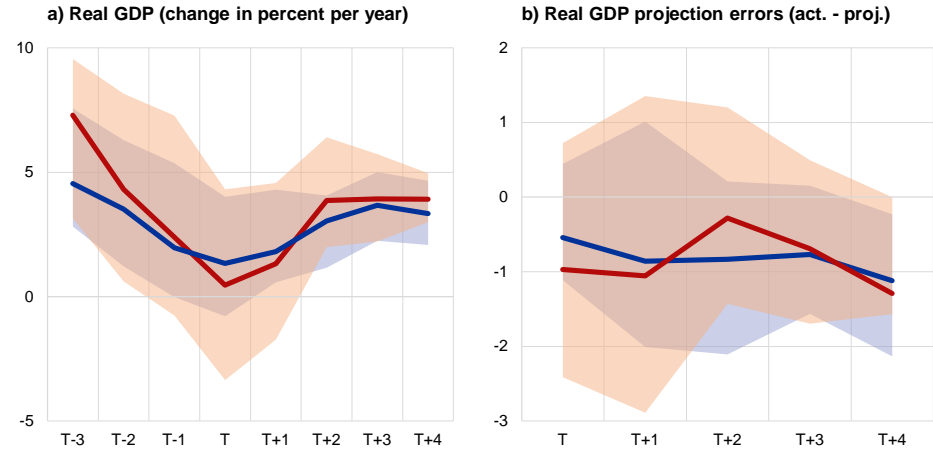 a) Real GDP (change in percent per year)
10
5
0
-5
T-3 T-2 T-1 T T+1 T+2 T+3 T+4
b) Real GDP projection errors (act. - proj.)
2
1
0
-1
-2
-3
T T+1 T+2 T+3 T+4